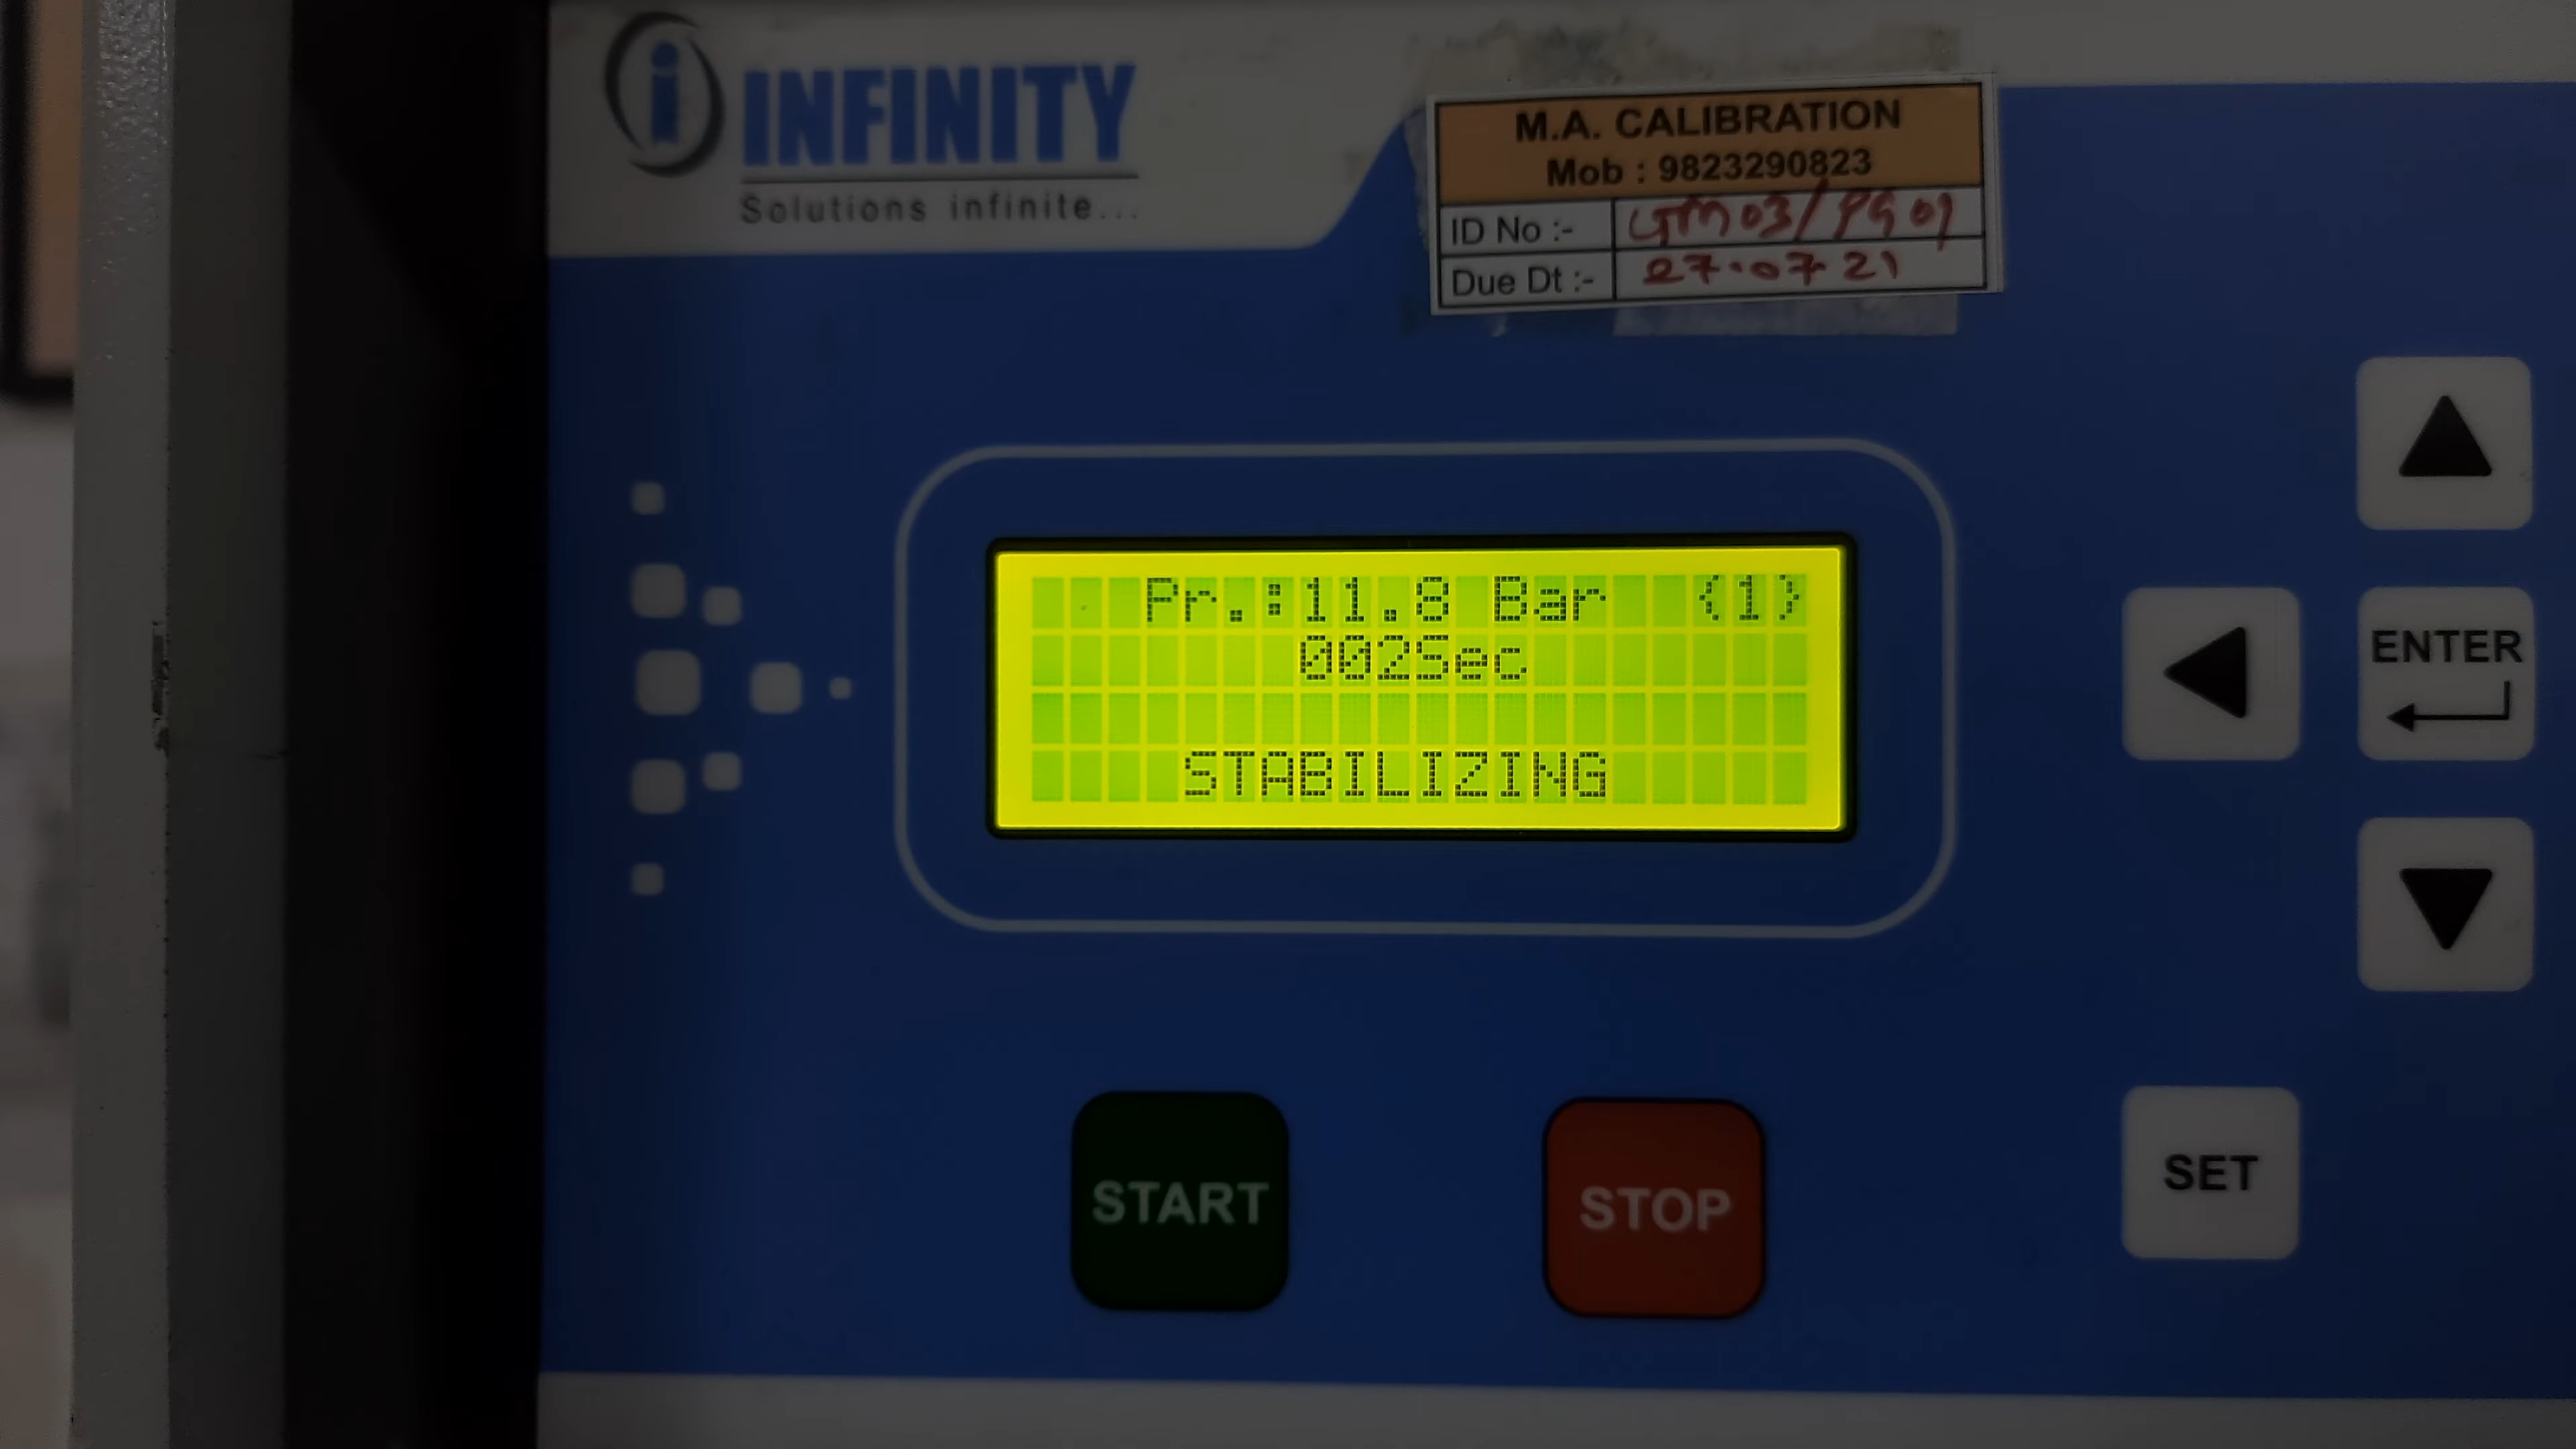 i INFINITY
Solutions infinite...
M.A. CALIBRATION
Mob : 9823290823
ID No :-
Due Dt :- 27.07.21
Pr.:11.8 Bar {1}
002Sec
STABILIZING
ENTER
START
STOP
SET